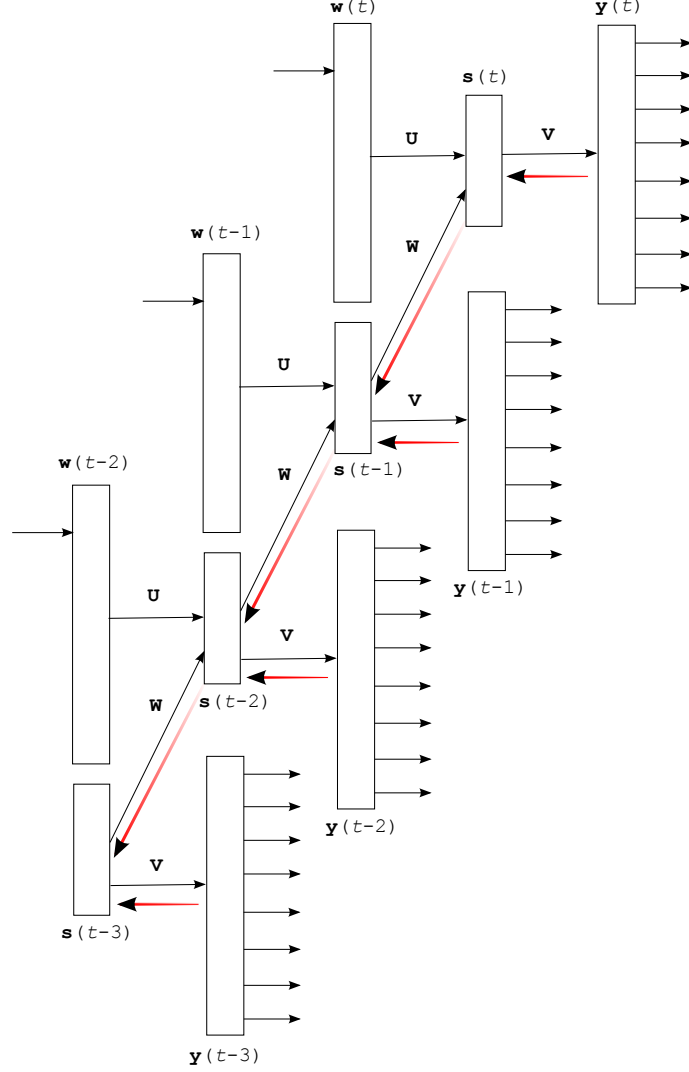 w(t)
y(t)
s(t)
U
V
w(t-1)
W
U
V
s(t-1)
w(t-2)
W
y(t-1)
U
V
s(t-2)
W
y(t-2)
V
s(t-3)
y(t-3)